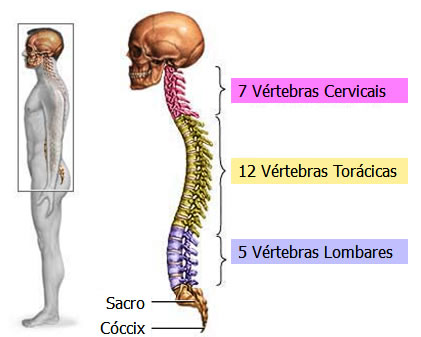 7 Vértebras Cervicais
12 Vértebras Torácicas
5 Vértebras Lombares
Sacro
Cóccix